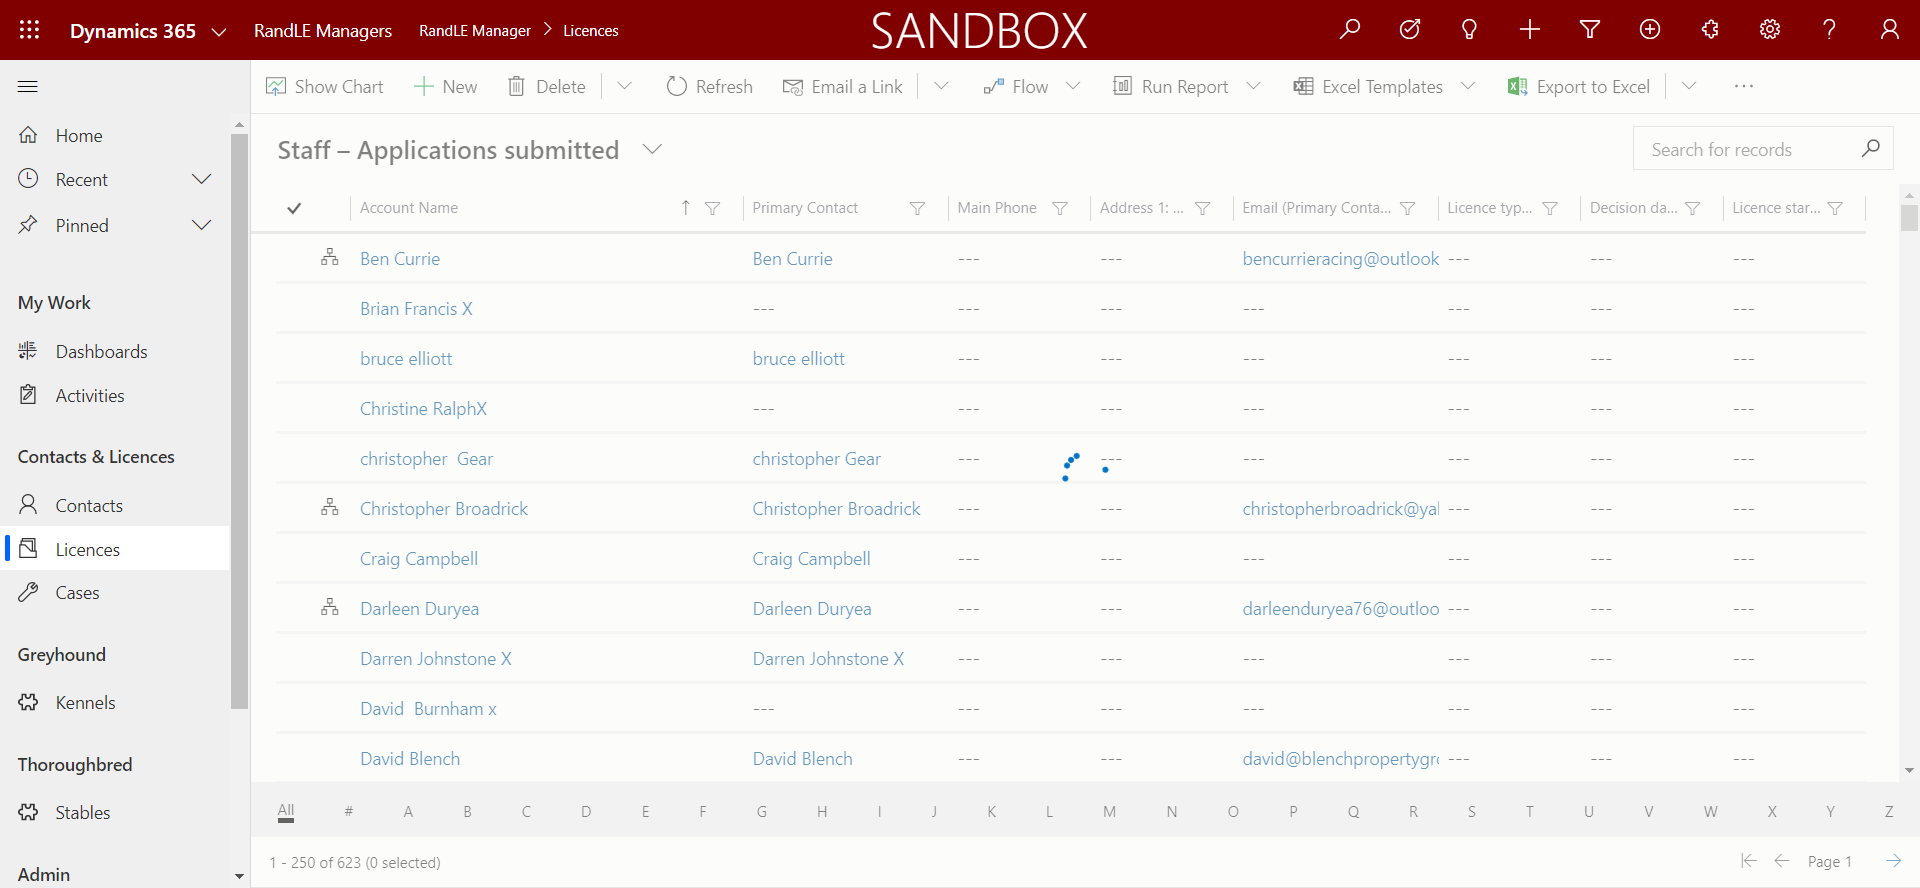 Dynamics 365 RandLE Managers RandLE Manager Licences SANDBOX
Show Chart New Delete Refresh Email a Link Flow Run Report Excel Templates Export to Excel ...
Home
Recent
Pinned
My Work
Dashboards
Activities
Contacts & Licences
Contacts
Licences
Cases
Greyhound
Kennels
Thoroughbred
Stables
Admin
Staff – Applications submitted Search for records
Account Name Primary Contact Main Phone Address 1: ... Email (Primary Conta... Licence typ... Decision da... Licence star...
Ben Currie Ben Currie --- --- bencurrieracing@outlook --- --- ---
Brian Francis X --- --- --- --- --- --- ---
bruce elliott bruce elliott --- --- --- --- --- ---
Christine RalphX --- --- --- --- --- --- ---
christopher  Gear christopher Gear --- --- --- --- --- ---
Christopher Broadrick Christopher Broadrick --- --- christopherbroadrick@yal --- --- ---
Craig Campbell Craig Campbell --- --- --- --- --- ---
Darleen Duryea Darleen Duryea --- --- darleenduryea76@outloo --- --- ---
Darren Johnstone X Darren Johnstone X --- --- --- --- --- ---
David  Burnham x --- --- --- --- --- --- ---
David Blench David Blench --- --- david@blenchpropertygr --- --- ---
All # A B C D E F G H I J K L M N O P Q R S T U V W X Y Z
1 - 250 of 623 (0 selected) Page 1